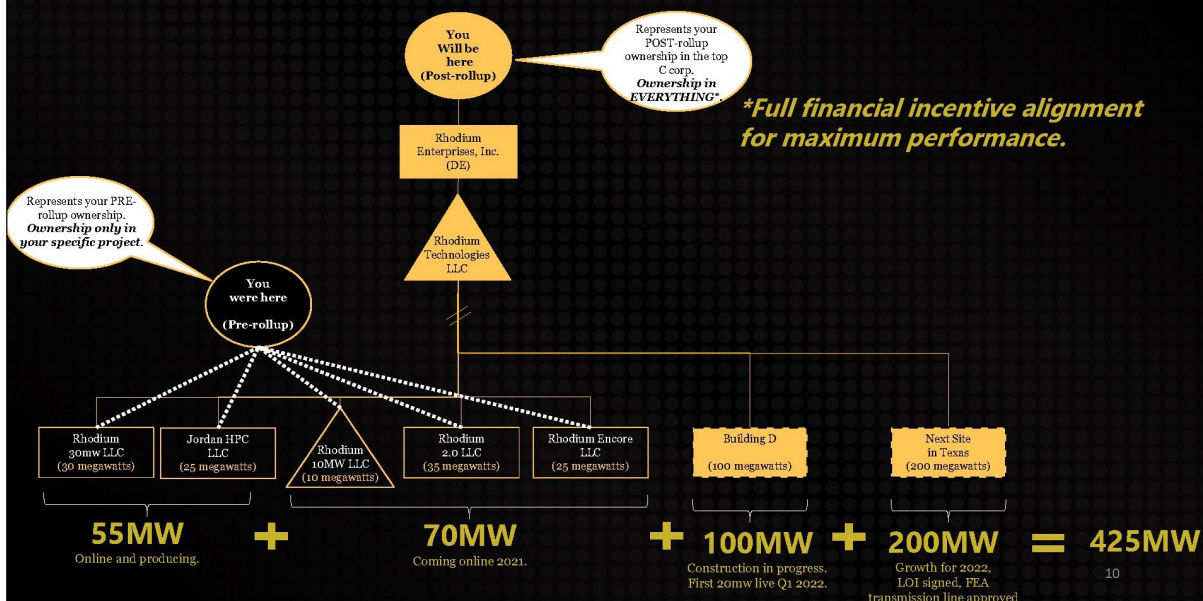 You
Will be
here
(Post-rollup)
Represents your
POST-rollup
ownership in the top
C corp.
Ownership in
EVERYTHING*.
*Full financial incentive alignment
for maximum performance.
Rhodium
Enterprises, Inc.
(DE)
Represents your PRE-
rollup ownership.
Ownership only in
your specific project.
Rhodium
Technologies
LLC
You
were here
(Pre-rollup)
Rhodium
30mw LLC
(30 megawatts)
Jordan HPC
LLC
(25 megawatts)
Rhodium
10MW LLC
(10 megawatts)
Rhodium
2.0 LLC
(35 megawatts)
Rhodium Encore
LLC
(25 megawatts)
Building D
(100 megawatts)
Next Site
in Texas
(200 megawatts)
55MW
Online and producing.
+
70MW
Coming online 2021.
+
100MW
Construction in progress.
First 20mw live Q1 2022.
+
200MW
Growth for 2022,
LOI signed, FEA
transmission line approved
=
425MW
10